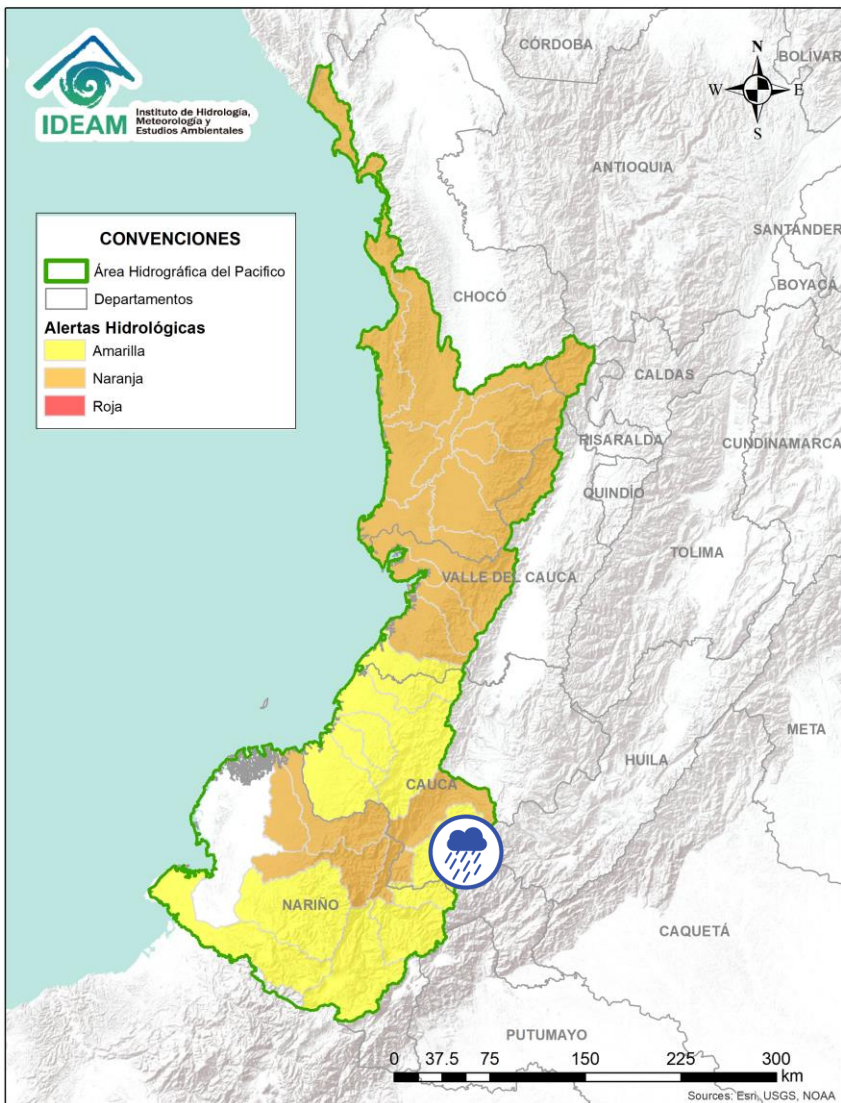 IDEAM
Instituto de Hidrología,
Meteorología y
Estudios Ambientales
CÓRDOBA
BOLÍVAR
N
W
E
S
ANTIOQUIA
SANTANDER
BOYACÁ
CONVENCIONES
Área Hidrográfica del Pacifico
Departamentos
Alertas Hidrológicas
Amarilla
Naranja
Roja
CHOCÓ
CALDAS
RISARALDA
CUNDINAMARCA
QUINDÍO
TOLIMA
VALLE DEL CAUCA
META
HUILA
CAUCA
NARIÑO
CAQUETÁ
PUTUMAYO
0 37.5 75 150 225 300
km
Sources: Esri, USGS, NOAA